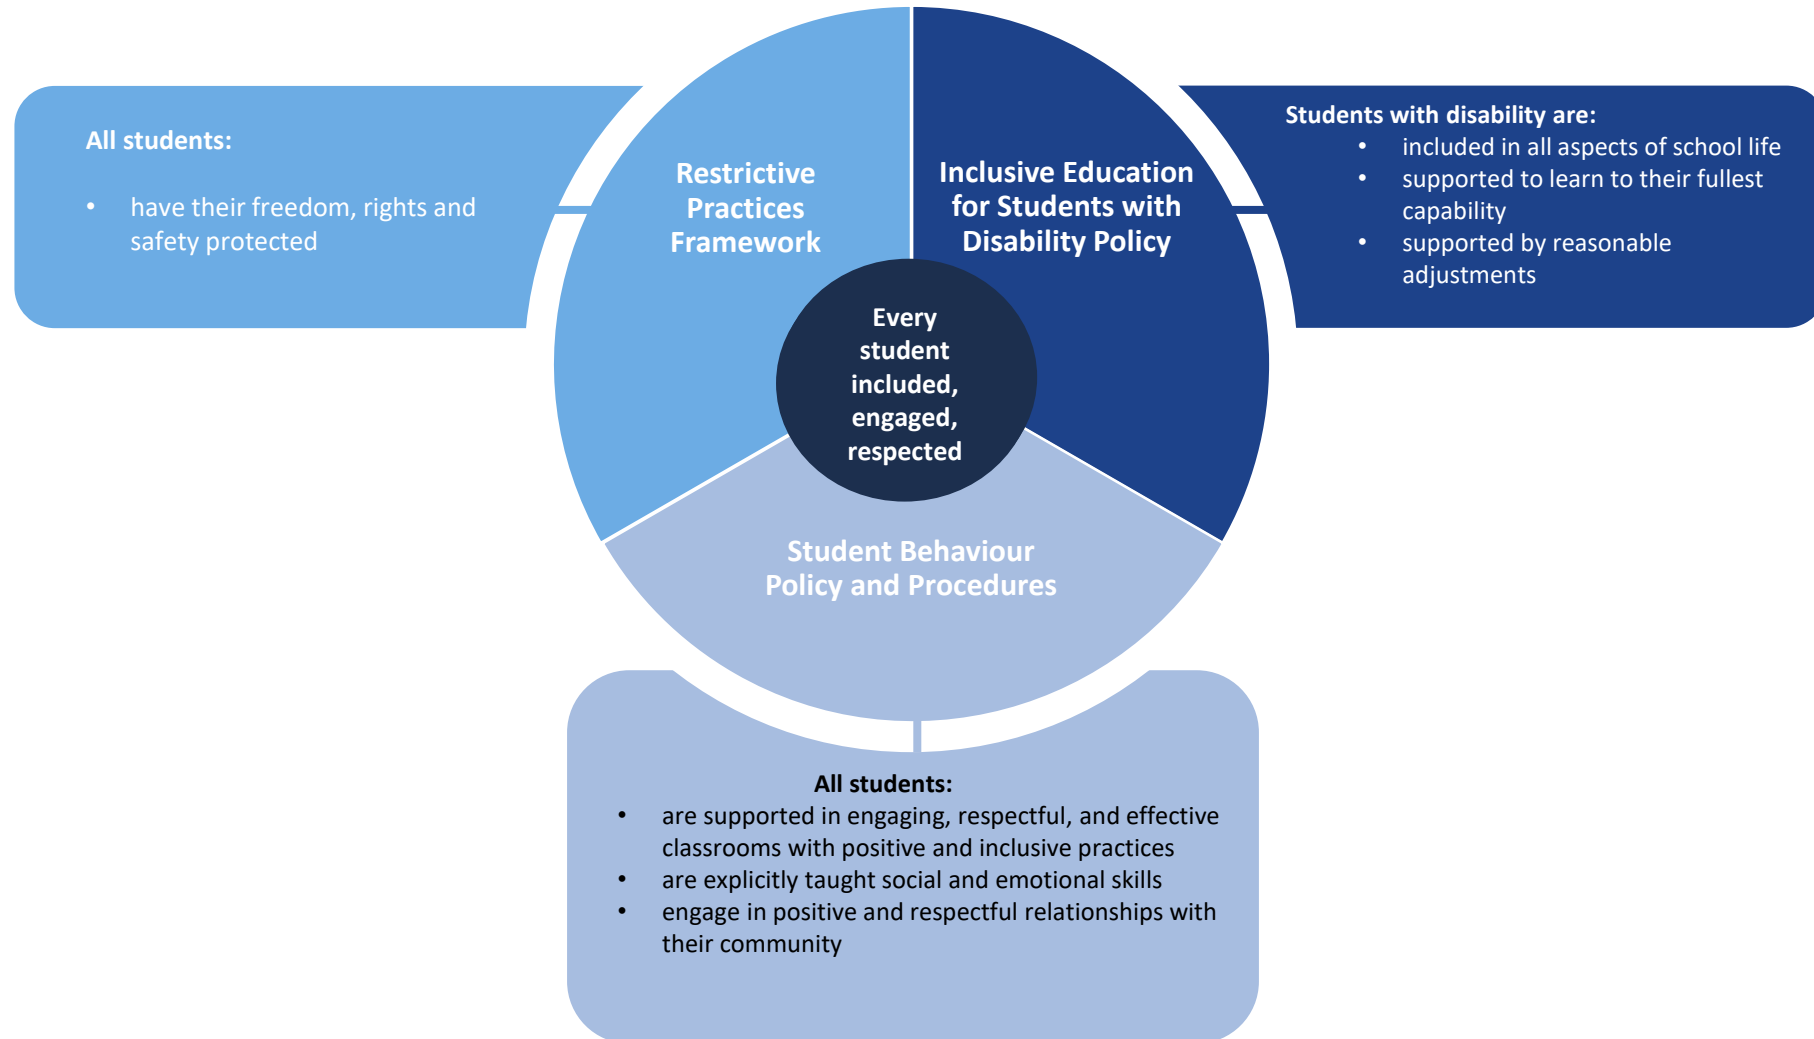 All students:
• have their freedom, rights and
safety protected
Restrictive
Practices
Framework
Inclusive Education
for Students with
Disability Policy
Students with disability are:
• included in all aspects of school life
• supported to learn to their fullest
capability
• supported by reasonable
adjustments
Every
student
included,
engaged,
respected
Student Behaviour
Policy and Procedures
All students:
• are supported in engaging, respectful, and effective
classrooms with positive and inclusive practices
• are explicitly taught social and emotional skills
• engage in positive and respectful relationships with
their community